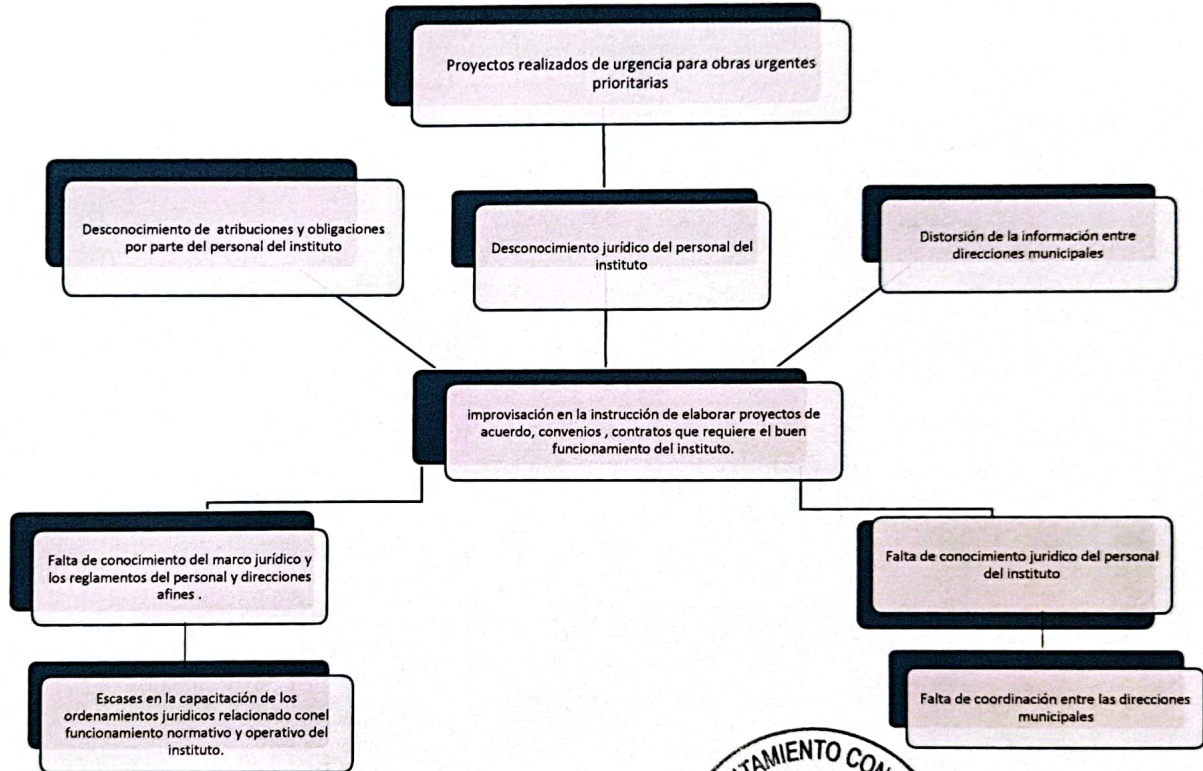 Proyectos realizados de urgencia para obras urgentes
prioritarias
Desconocimiento de atribuciones y obligaciones
por parte del personal del instituto
Desconocimiento jurídico del personal del
instituto
Distorsión de la información entre
direcciones municipales
improvisación en la instrucción de elaborar proyectos de
acuerdo, convenios , contratos que requiere el buen
funcionamiento del instituto.
Falta de conocimiento del marco jurídico y
los reglamentos del personal y direcciones
afines .
Falta de conocimiento juridico del personal
del instituto
Escases en la capacitación de los
ordenamientos juridicos relacionado conel
funcionamiento normativo y operativo del
instituto.
Falta de coordinación entre las direcciones
municipales